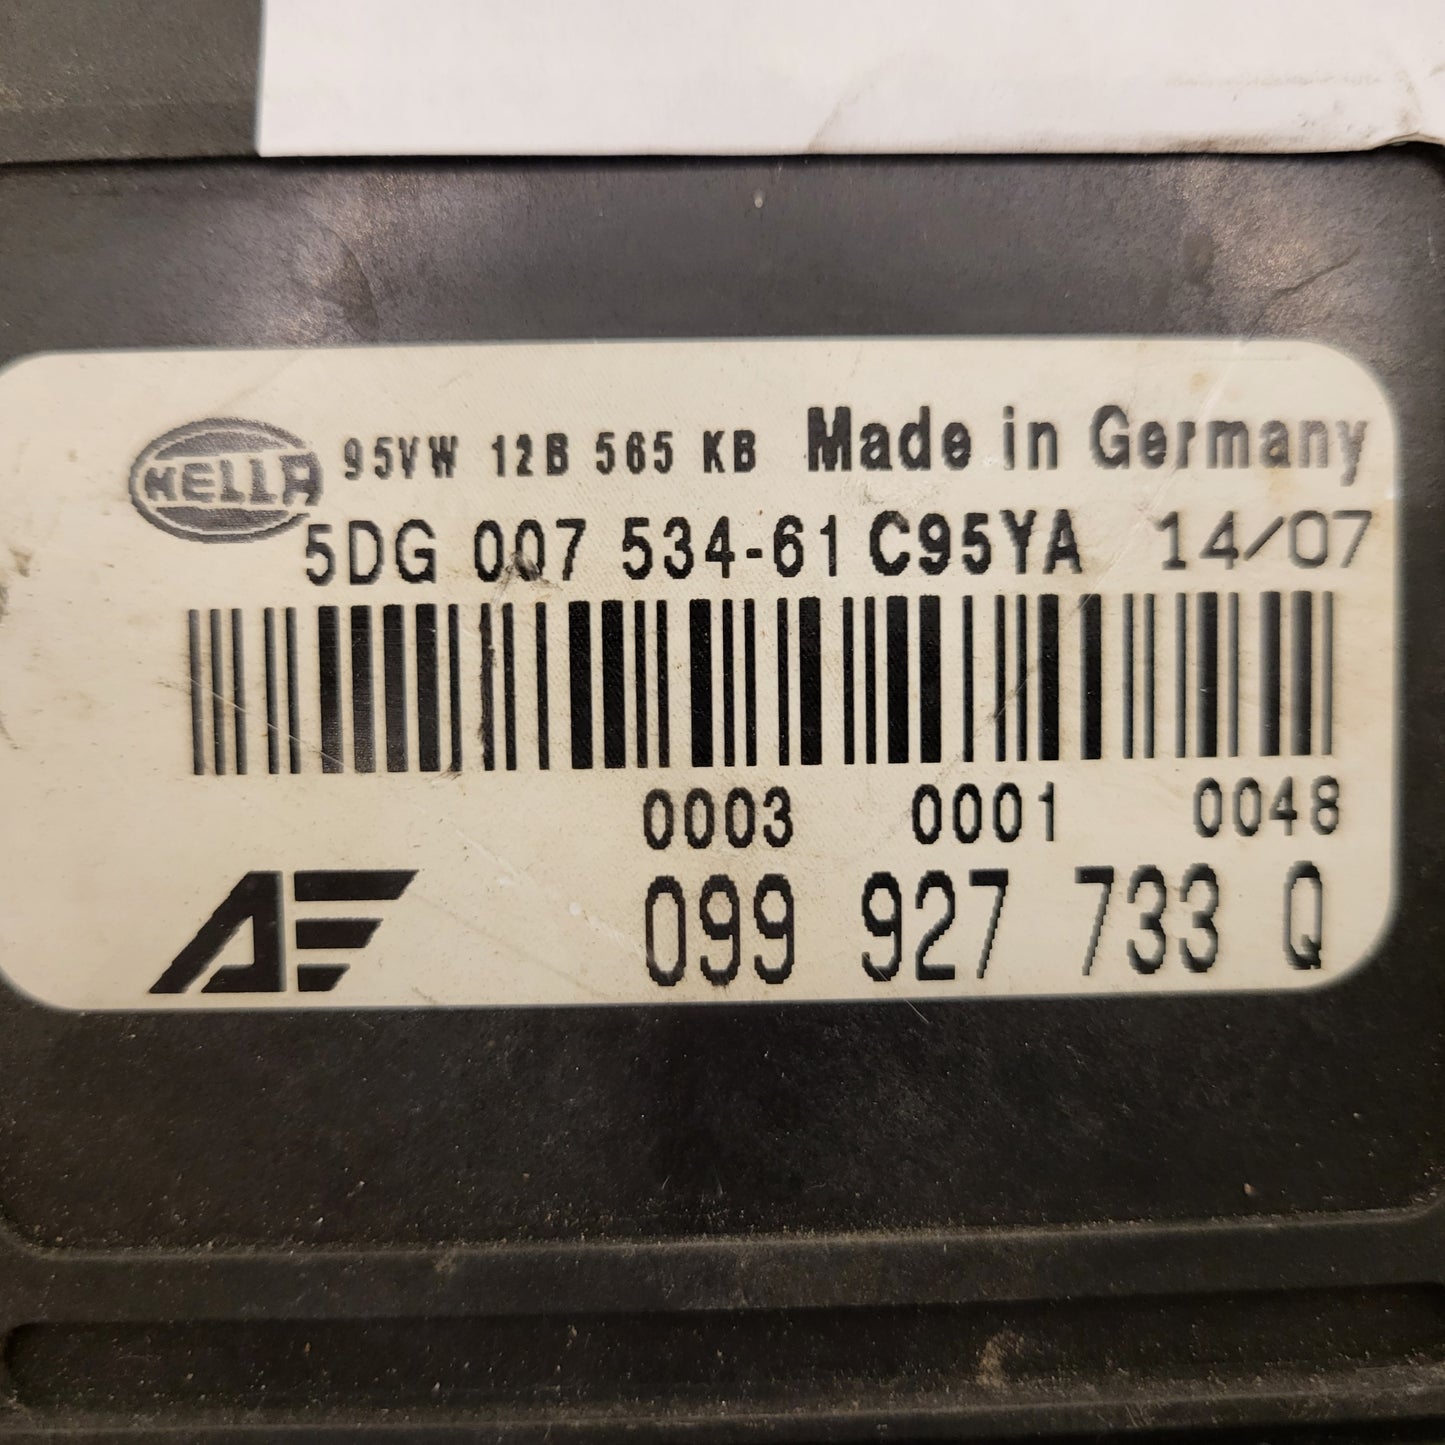 HELLA 95VW 12B 565 KB Made in Germany
5DG 007 534-61 C95YA 14/07
0003 0001 0048
AE 099 927 733 Q